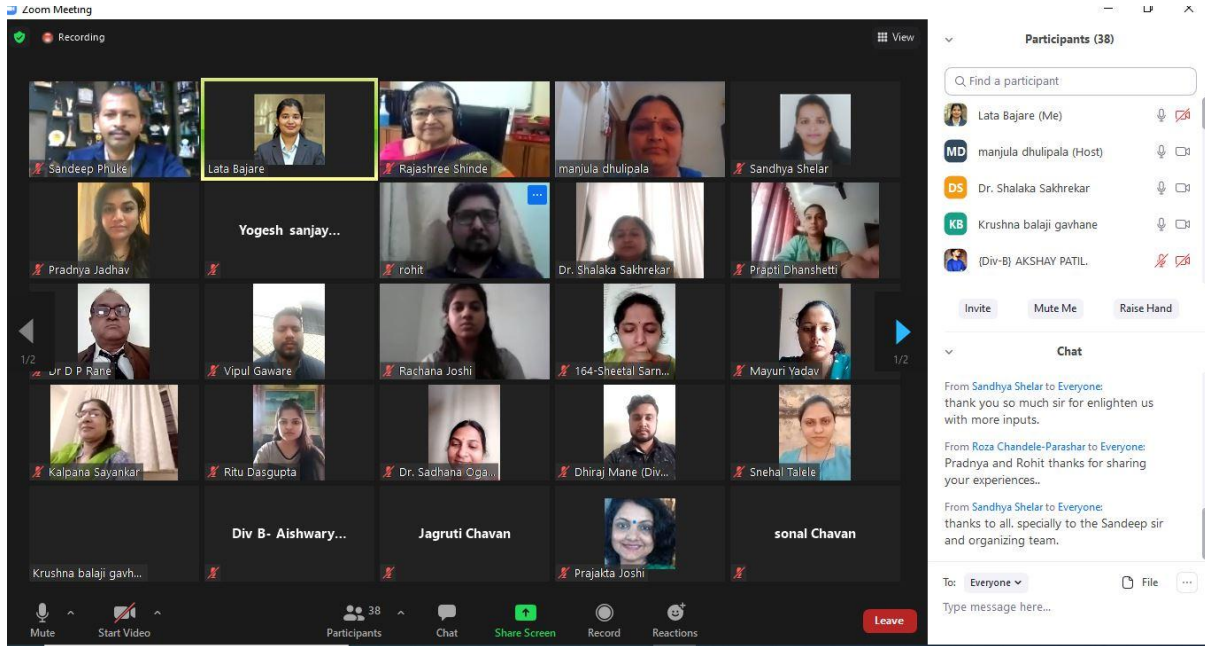 Zoom Meeting
Recording
View
Sandeep Phuke
Lata Bajare
Rajashree Shinde
manjula dhulipala
Sandhya Shelar
Pradnya Jadhav
Yogesh sanjay...
rohit
Dr. Shalaka Sakhrekar
Prapti Dhanshetti
1/2
Dr D P Rane
Vipul Gaware
Rachana Joshi
164-Sheetal Sarn...
Mayuri Yadav
1/2
Kalpana Sayankar
Ritu Dasgupta
Dr. Sadhana Oga...
Dhiraj Mane (Div...
Snehal Talele
Krushna balaji gavh...
Div B- Aishwary...
Jagruti Chavan
Prajakta Joshi
sonal Chavan
Mute
Start Video
38
Participants
Chat
Share Screen
Record
Reactions
Leave
Participants (38)
Find a participant
Lata Bajare (Me)
MD manjula dhulipala (Host)
DS Dr. Shalaka Sakhrekar
KB Krushna balaji gavhane
{Div-B} AKSHAY PATIL.
Invite
Mute Me
Raise Hand
Chat
From Sandhya Shelar to Everyone:
thank you so much sir for enlighten us
with more inputs.
From Roza Chandele-Parashar to Everyone:
Pradnya and Rohit thanks for sharing
your experiences..
From Sandhya Shelar to Everyone:
thanks to all. specially to the Sandeep sir
and organizing team.
To: Everyone
File
...
Type message here...